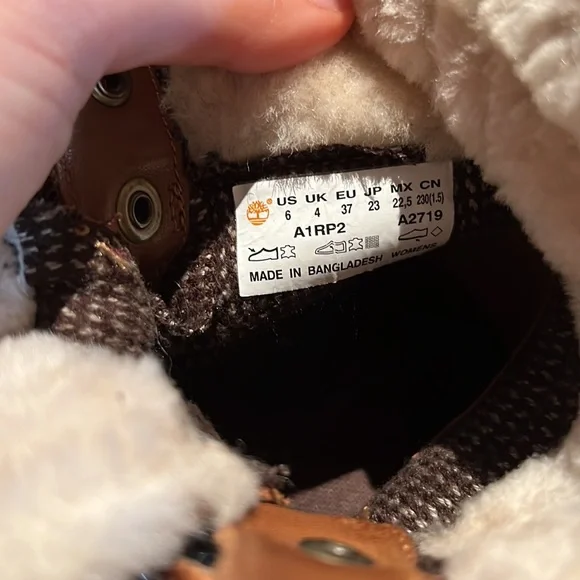 US UK EU JP MX CN
6 4 37 23 22,5 230(1.5)
A1RP2 A2719
MADE IN BANGLADESH WOMENS